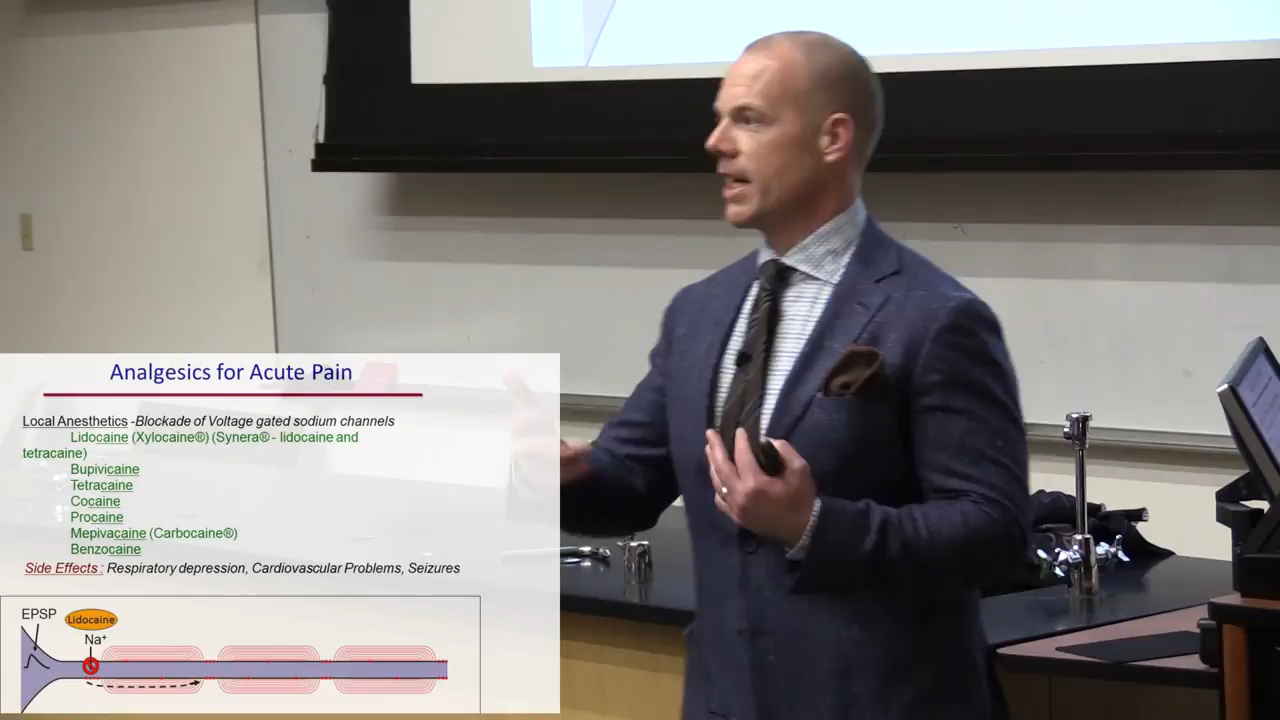 Analgesics for Acute Pain
Local Anesthetics -Blockade of Voltage gated sodium channels
Lidocaine (Xylocaine®) (Synera® - lidocaine and
tetracaine)
Bupivicaine
Tetracaine
Cocaine
Procaine
Mepivacaine (Carbocaine®)
Benzocaine
Side Effects : Respiratory depression, Cardiovascular Problems, Seizures
EPSP
Lidocaine
Na⁺